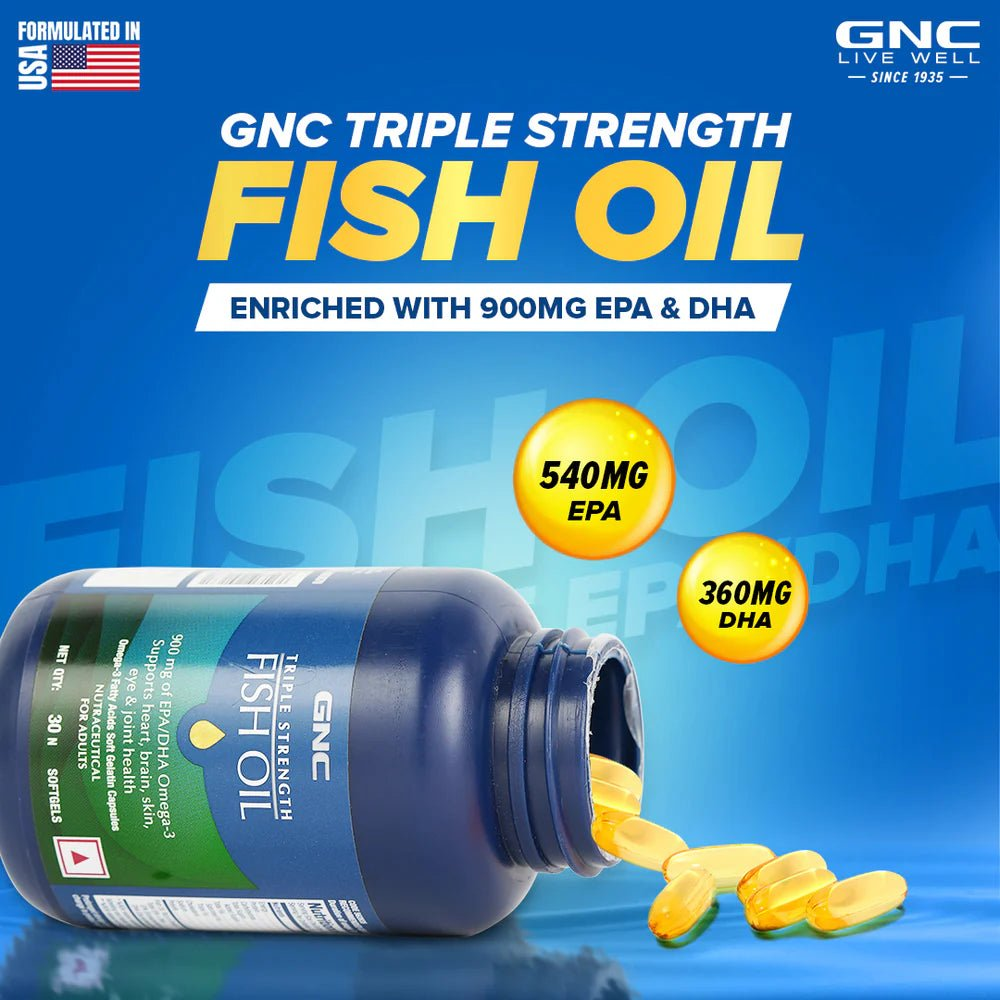 FORMULATED IN
USA
GNC
LIVE WELL
— SINCE 1935 —
GNC TRIPLE STRENGTH
FISH OIL
ENRICHED WITH 900MG EPA & DHA
FISH OIL
EPA/DHA
540MG
EPA
360MG
DHA
GNC
TRIPLE STRENGTH
FISH OIL
900 mg of EPA/DHA Omega-3
Supports heart, brain, skin,
eye & joint health
Omega-3 Fatty Acids Soft Gelatin Capsules
NUTRACEUTICAL
FOR ADULTS
NET QTY: 30 N SOFTGELS